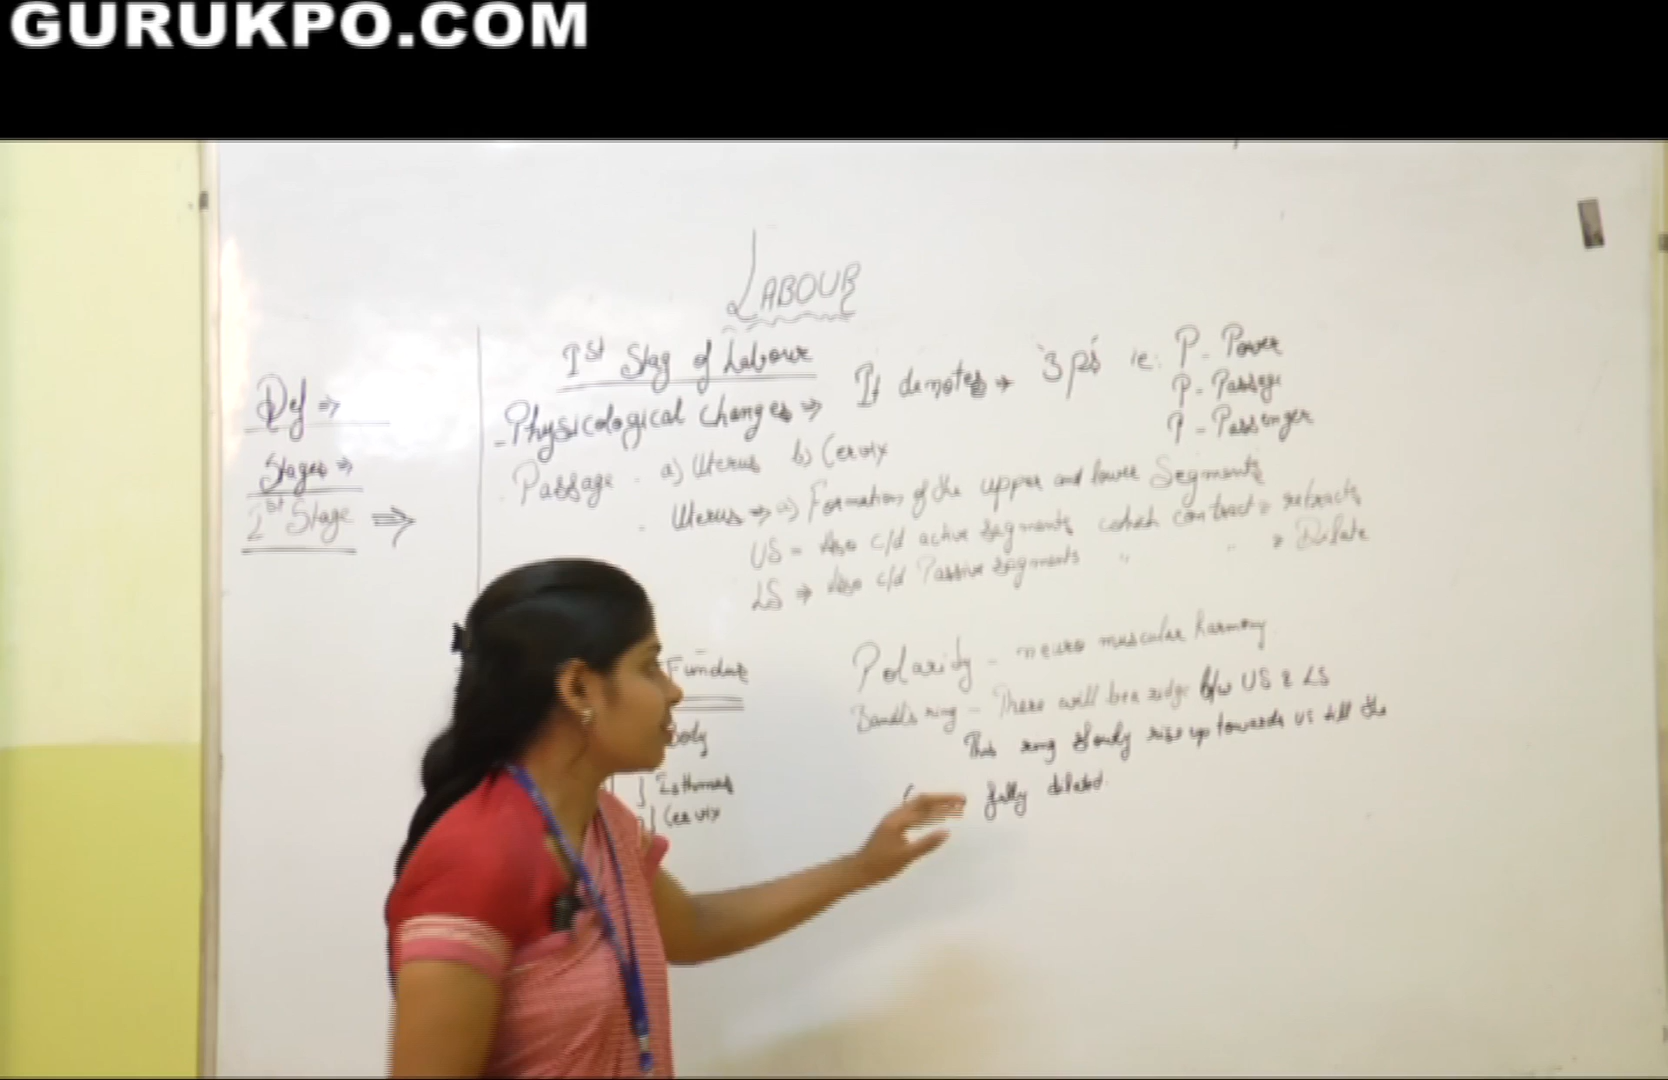 GURUKPO.COM
LABOUR
Def ⇒
Stages ⇒
1st Stage ⇒
1st Stag of Labour
- Physicological changes ⇒ It denotes → '3 p's ie. P - Power
P - Passage
P - Passenger
Passage - a) Uterus b) Cervix
Uterus ⇒ a) Formation of the upper and lower Segments
US = Also c/d active segments which contract & retracts
LS ⇒ Also c/d Passive segments " " & Dilate
Polarity - neuro muscular harmony
Bandl's ring - There will be a ridge b/w US & LS
This ring slowly rise up towards US till the
fully dilated.
Fundus
Body
Isthmus
Cervix